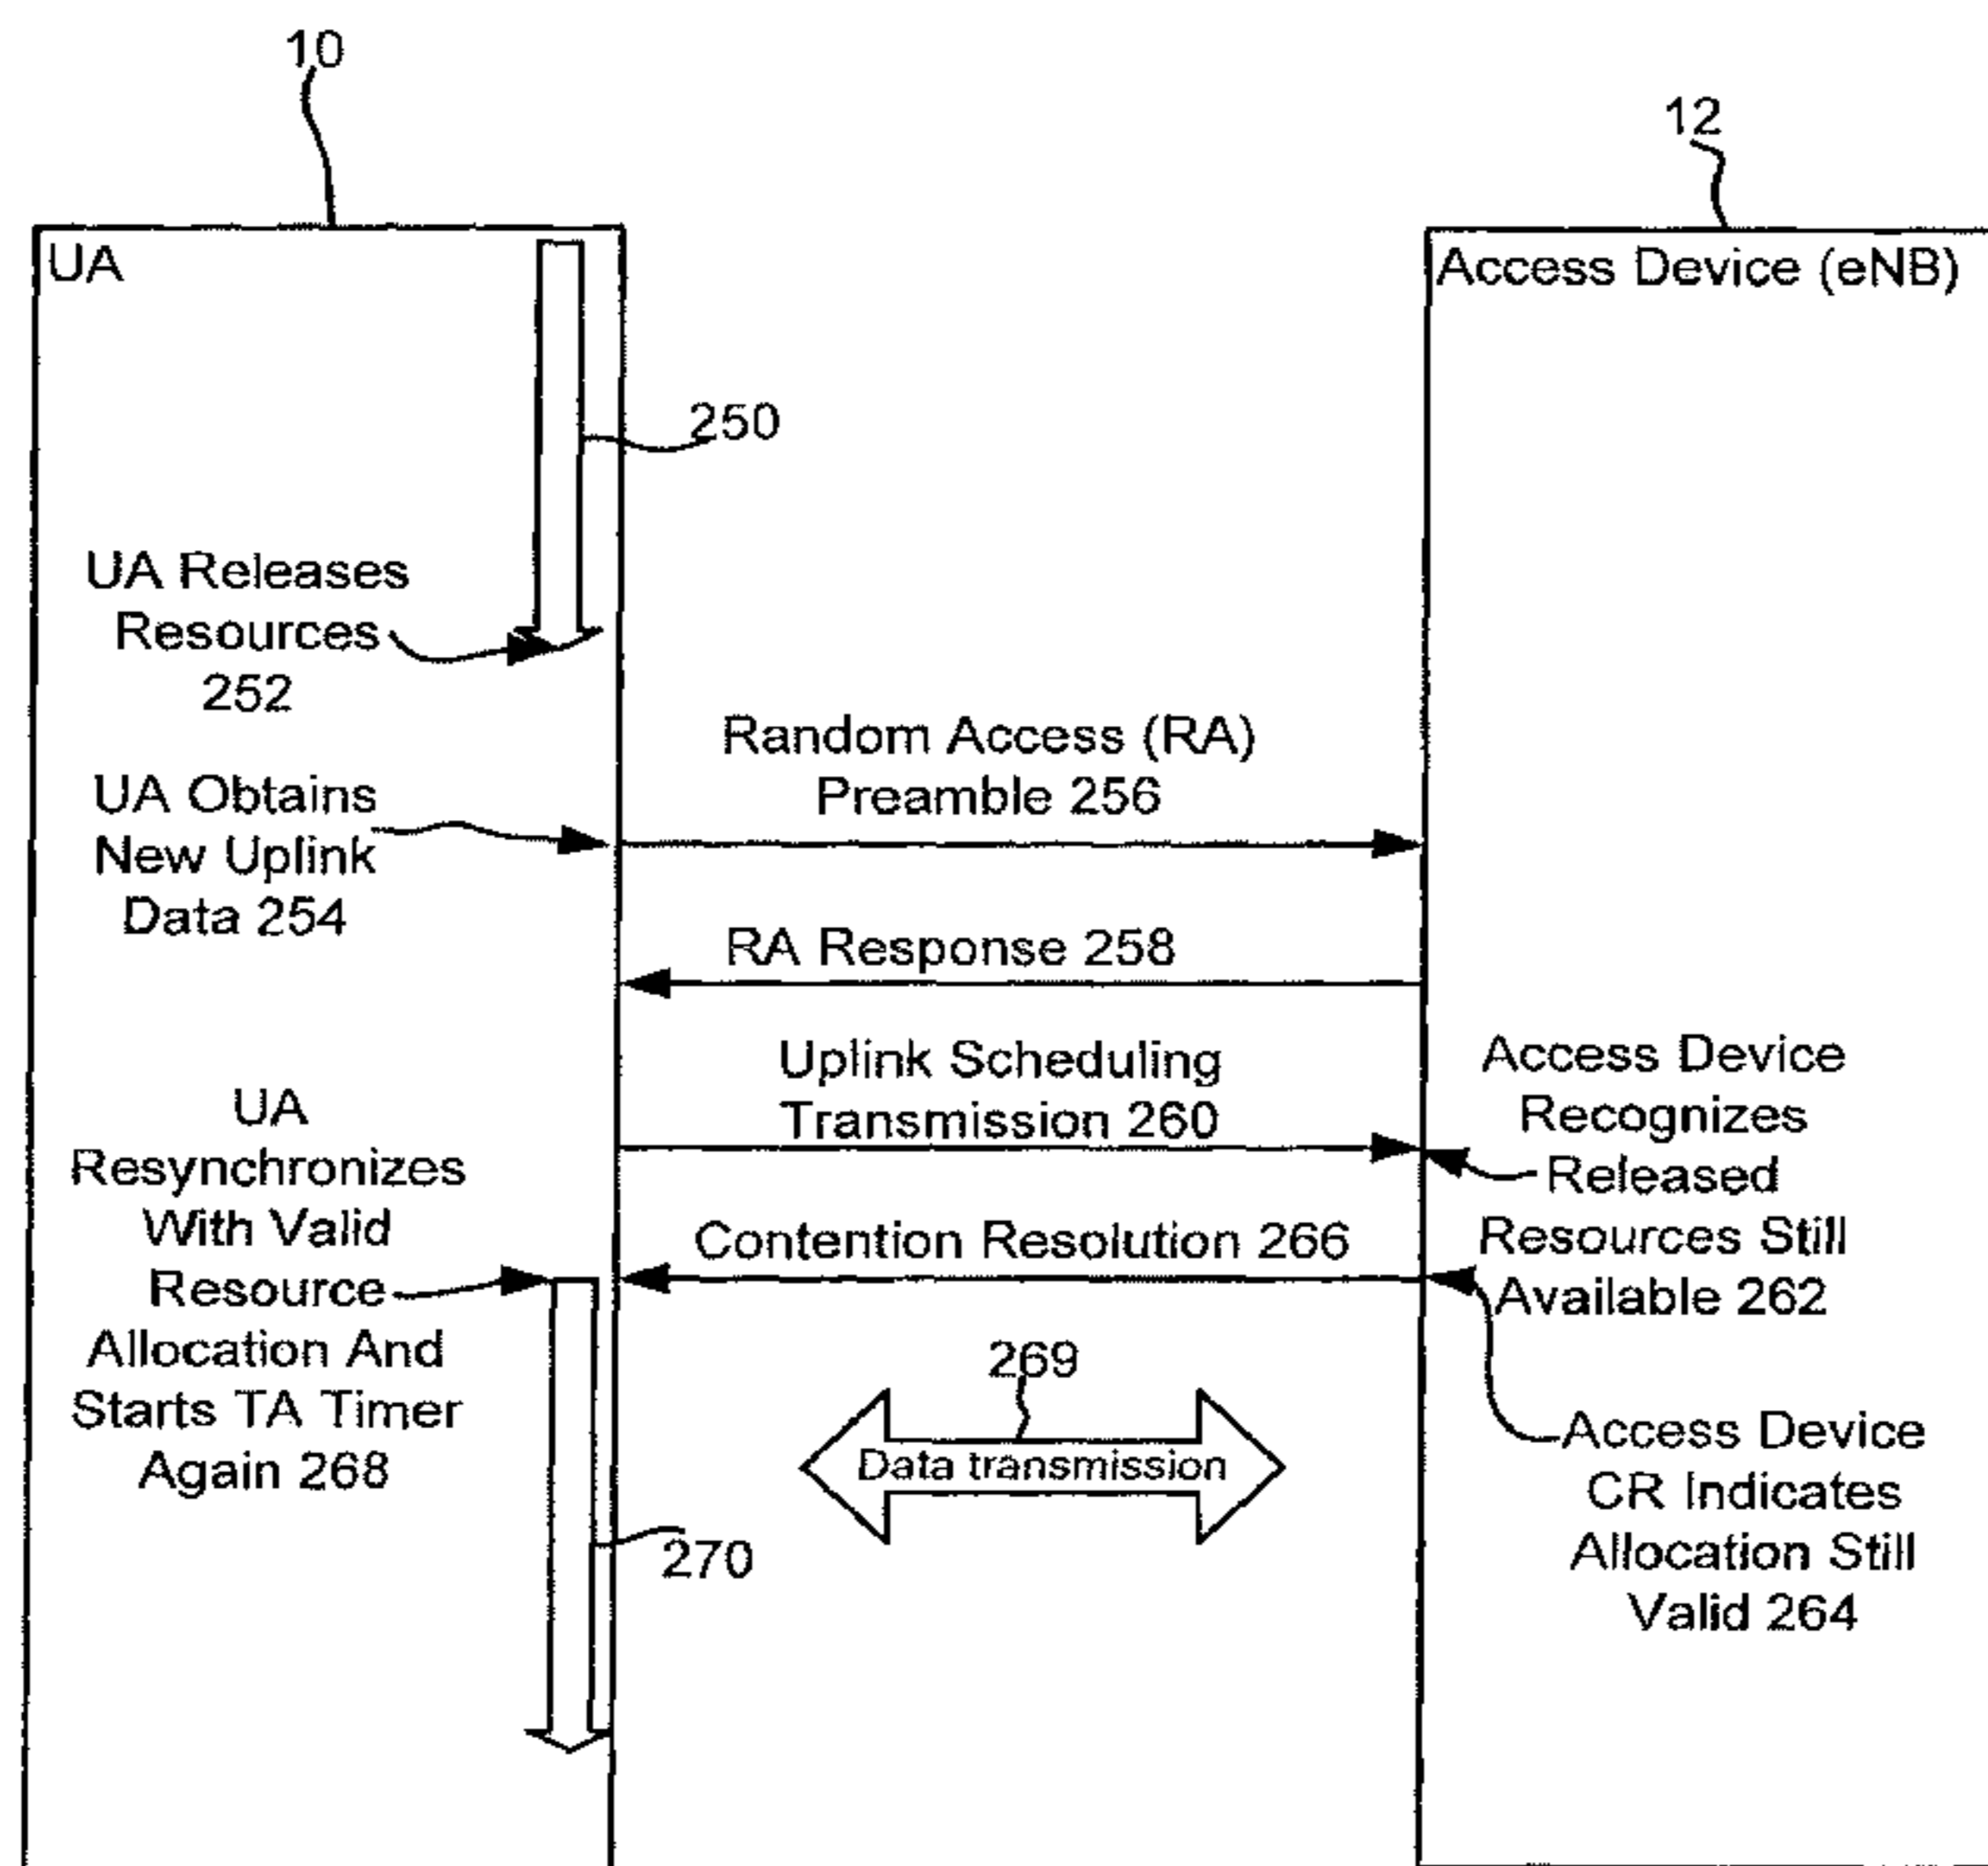 10
12
UA
Access Device (eNB)
250
UA Releases
Resources
252
Random Access (RA)
Preamble 256
UA Obtains
New Uplink
Data 254
RA Response 258
Uplink Scheduling
Transmission 260
Access Device
Recognizes
Released
Resources Still
Available 262
UA
Resynchronizes
With Valid
Resource
Allocation And
Starts TA Timer
Again 268
Contention Resolution 266
269
Data transmission
Access Device
CR Indicates
Allocation Still
Valid 264
270